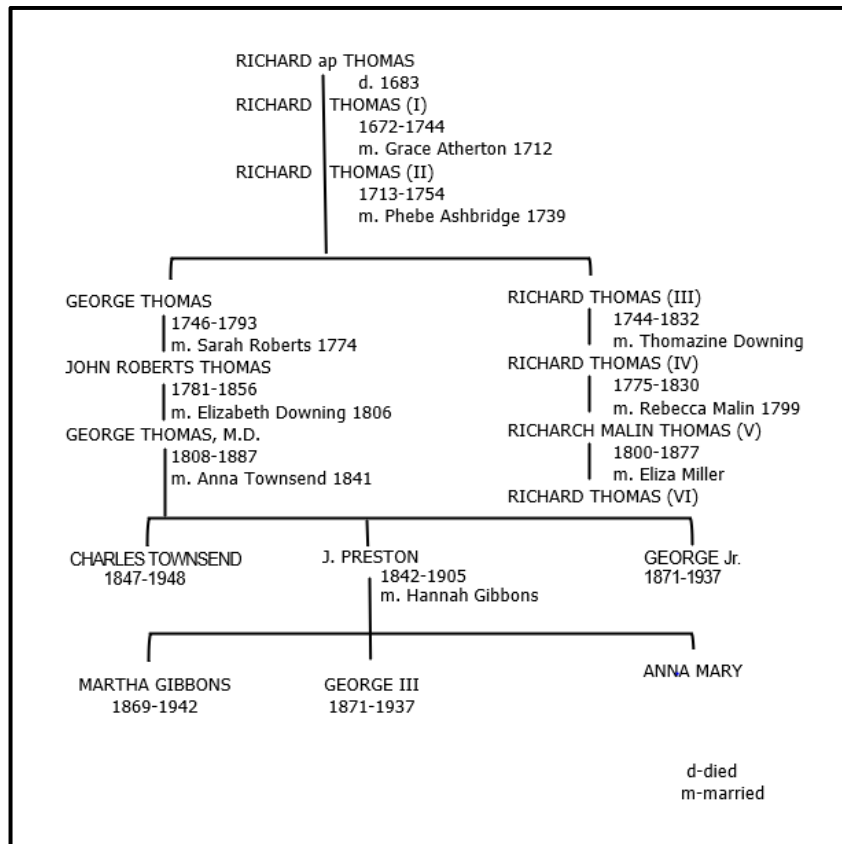 RICHARD ap THOMAS
d. 1683
RICHARD THOMAS (I)
1672-1744
m. Grace Atherton 1712
RICHARD THOMAS (II)
1713-1754
m. Phebe Ashbridge 1739
GEORGE THOMAS
1746-1793
m. Sarah Roberts 1774
JOHN ROBERTS THOMAS
1781-1856
m. Elizabeth Downing 1806
GEORGE THOMAS, M.D.
1808-1887
m. Anna Townsend 1841
RICHARD THOMAS (III)
1744-1832
m. Thomazine Downing
RICHARD THOMAS (IV)
1775-1830
m. Rebecca Malin 1799
RICHARCH MALIN THOMAS (V)
1800-1877
m. Eliza Miller
RICHARD THOMAS (VI)
CHARLES TOWNSEND
1847-1948
J. PRESTON
1842-1905
m. Hannah Gibbons
GEORGE Jr.
1871-1937
MARTHA GIBBONS
1869-1942
GEORGE III
1871-1937
ANNA MARY
d-died
m-married